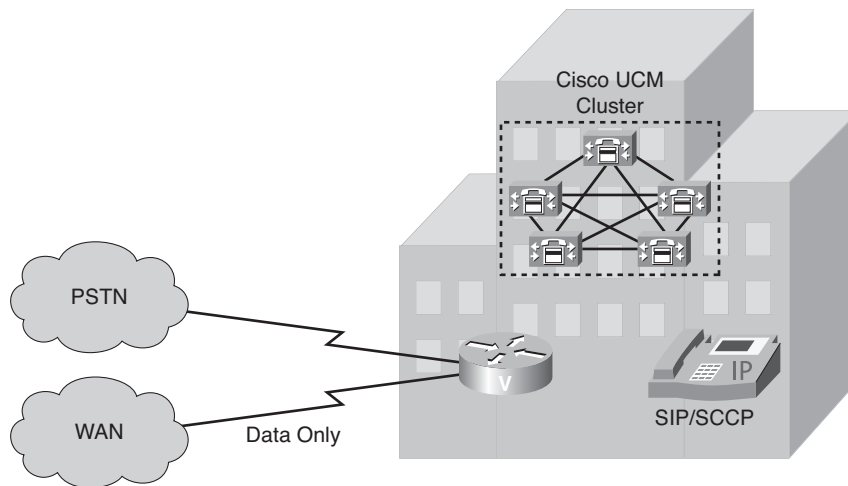 Cisco UCM
Cluster
PSTN
V
IP
SIP/SCCP
WAN
Data Only